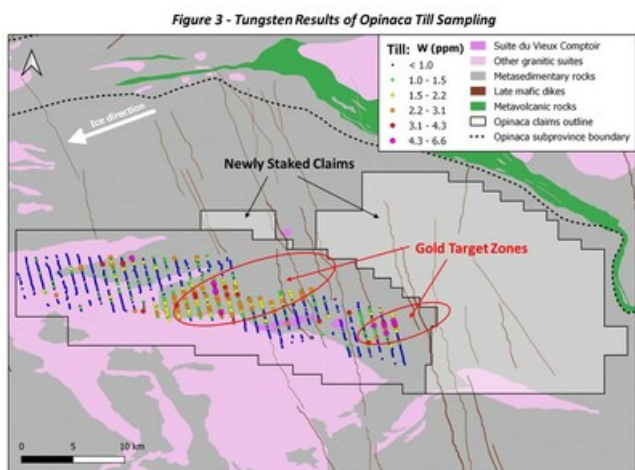 Figure 3 - Tungsten Results of Opinaca Till Sampling
Till: W (ppm)
< 1.0
1.0 - 1.5
1.5 - 2.2
2.2 - 3.1
3.1 - 4.3
4.3 - 6.6
Suite du Vieux Comptoir
Other granitic suites
Metasedimentary rocks
Late mafic dikes
Metavolcanic rocks
Opinaca claims outline
Opinaca subprovince boundary
Ice direction
Newly Staked Claims
Gold Target Zones
0 5 10 km